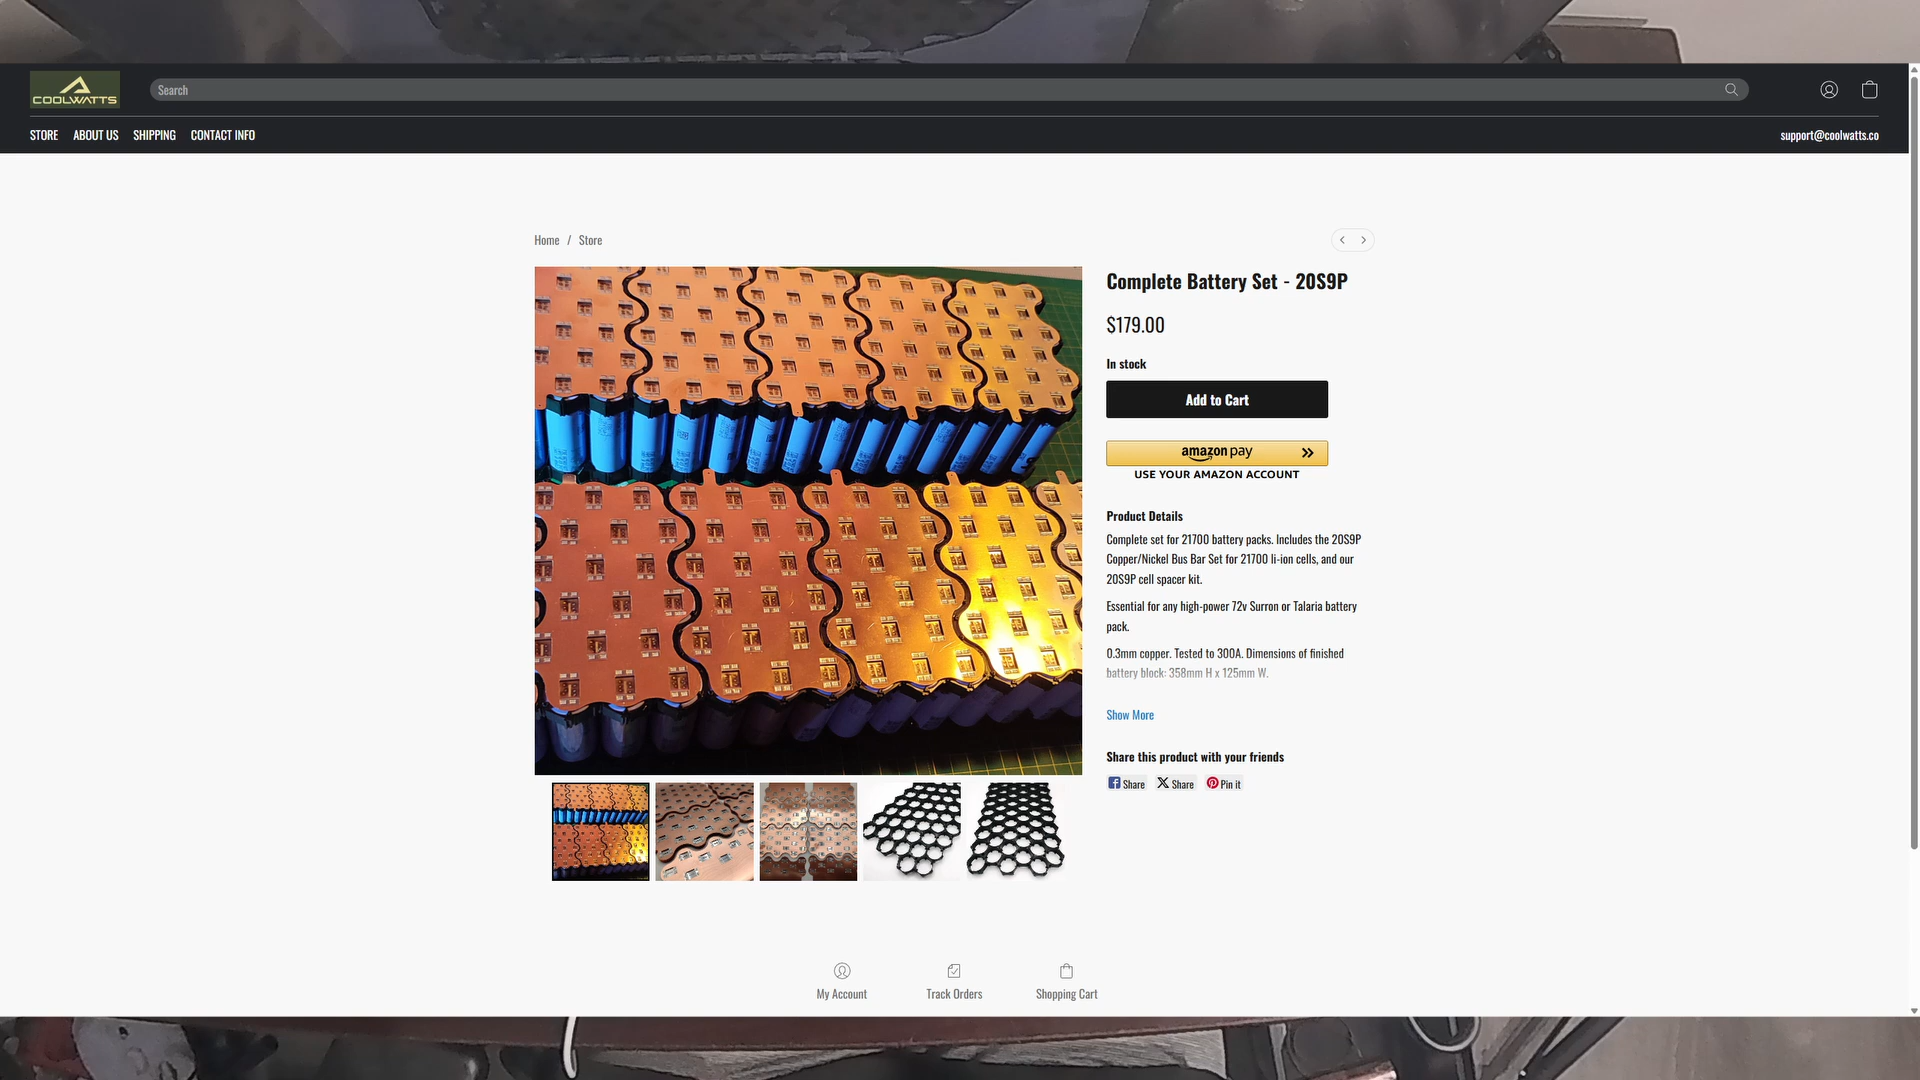 COOLWATTS
Search
STORE ABOUT US SHIPPING CONTACT INFO
support@coolwatts.co
Home / Store
Complete Battery Set - 20S9P
$179.00
In stock
Add to Cart
amazon pay
USE YOUR AMAZON ACCOUNT
Product Details
Complete set for 21700 battery packs. Includes the 20S9P
Copper/Nickel Bus Bar Set for 21700 li-ion cells, and our
20S9P cell spacer kit.
Essential for any high-power 72v Surron or Talaria battery
pack.
0.3mm copper. Tested to 300A. Dimensions of finished
battery block: 358mm H x 125mm W.
Show More
Share this product with your friends
Share Share Pin it
My Account Track Orders Shopping Cart